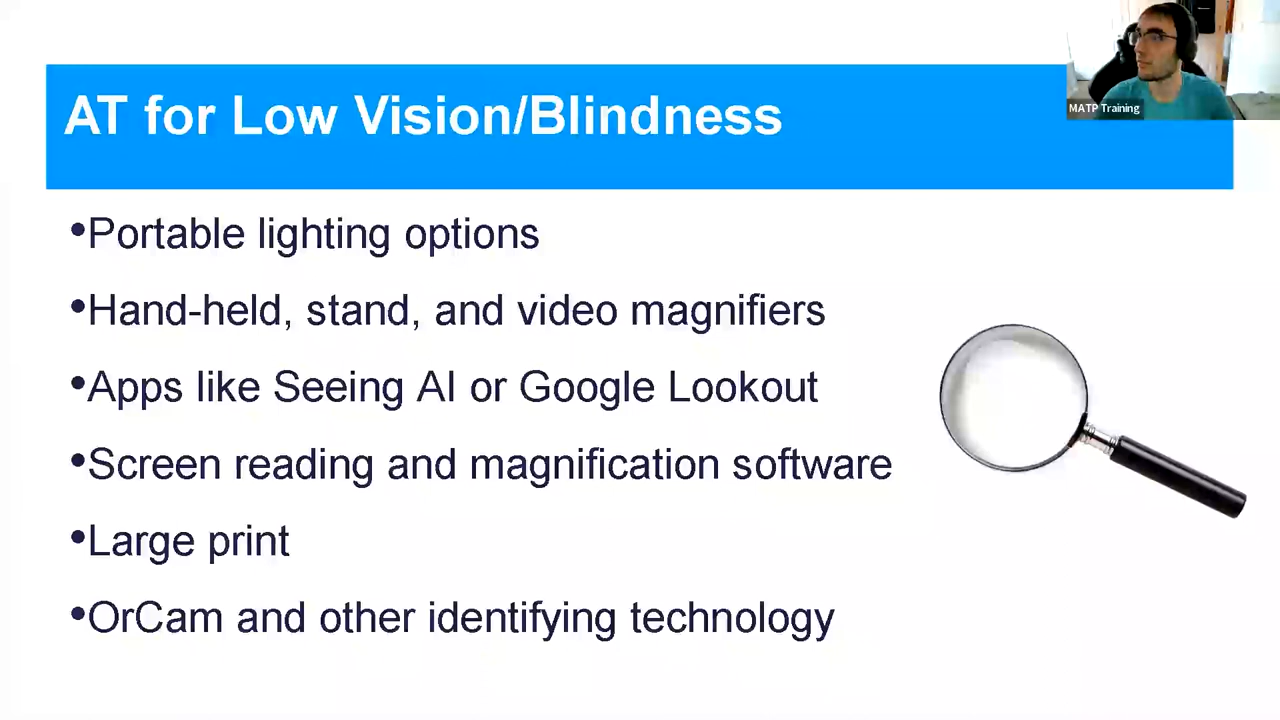 AT for Low Vision/Blindness
MATP Training
•Portable lighting options
•Hand-held, stand, and video magnifiers
•Apps like Seeing AI or Google Lookout
•Screen reading and magnification software
•Large print
•OrCam and other identifying technology